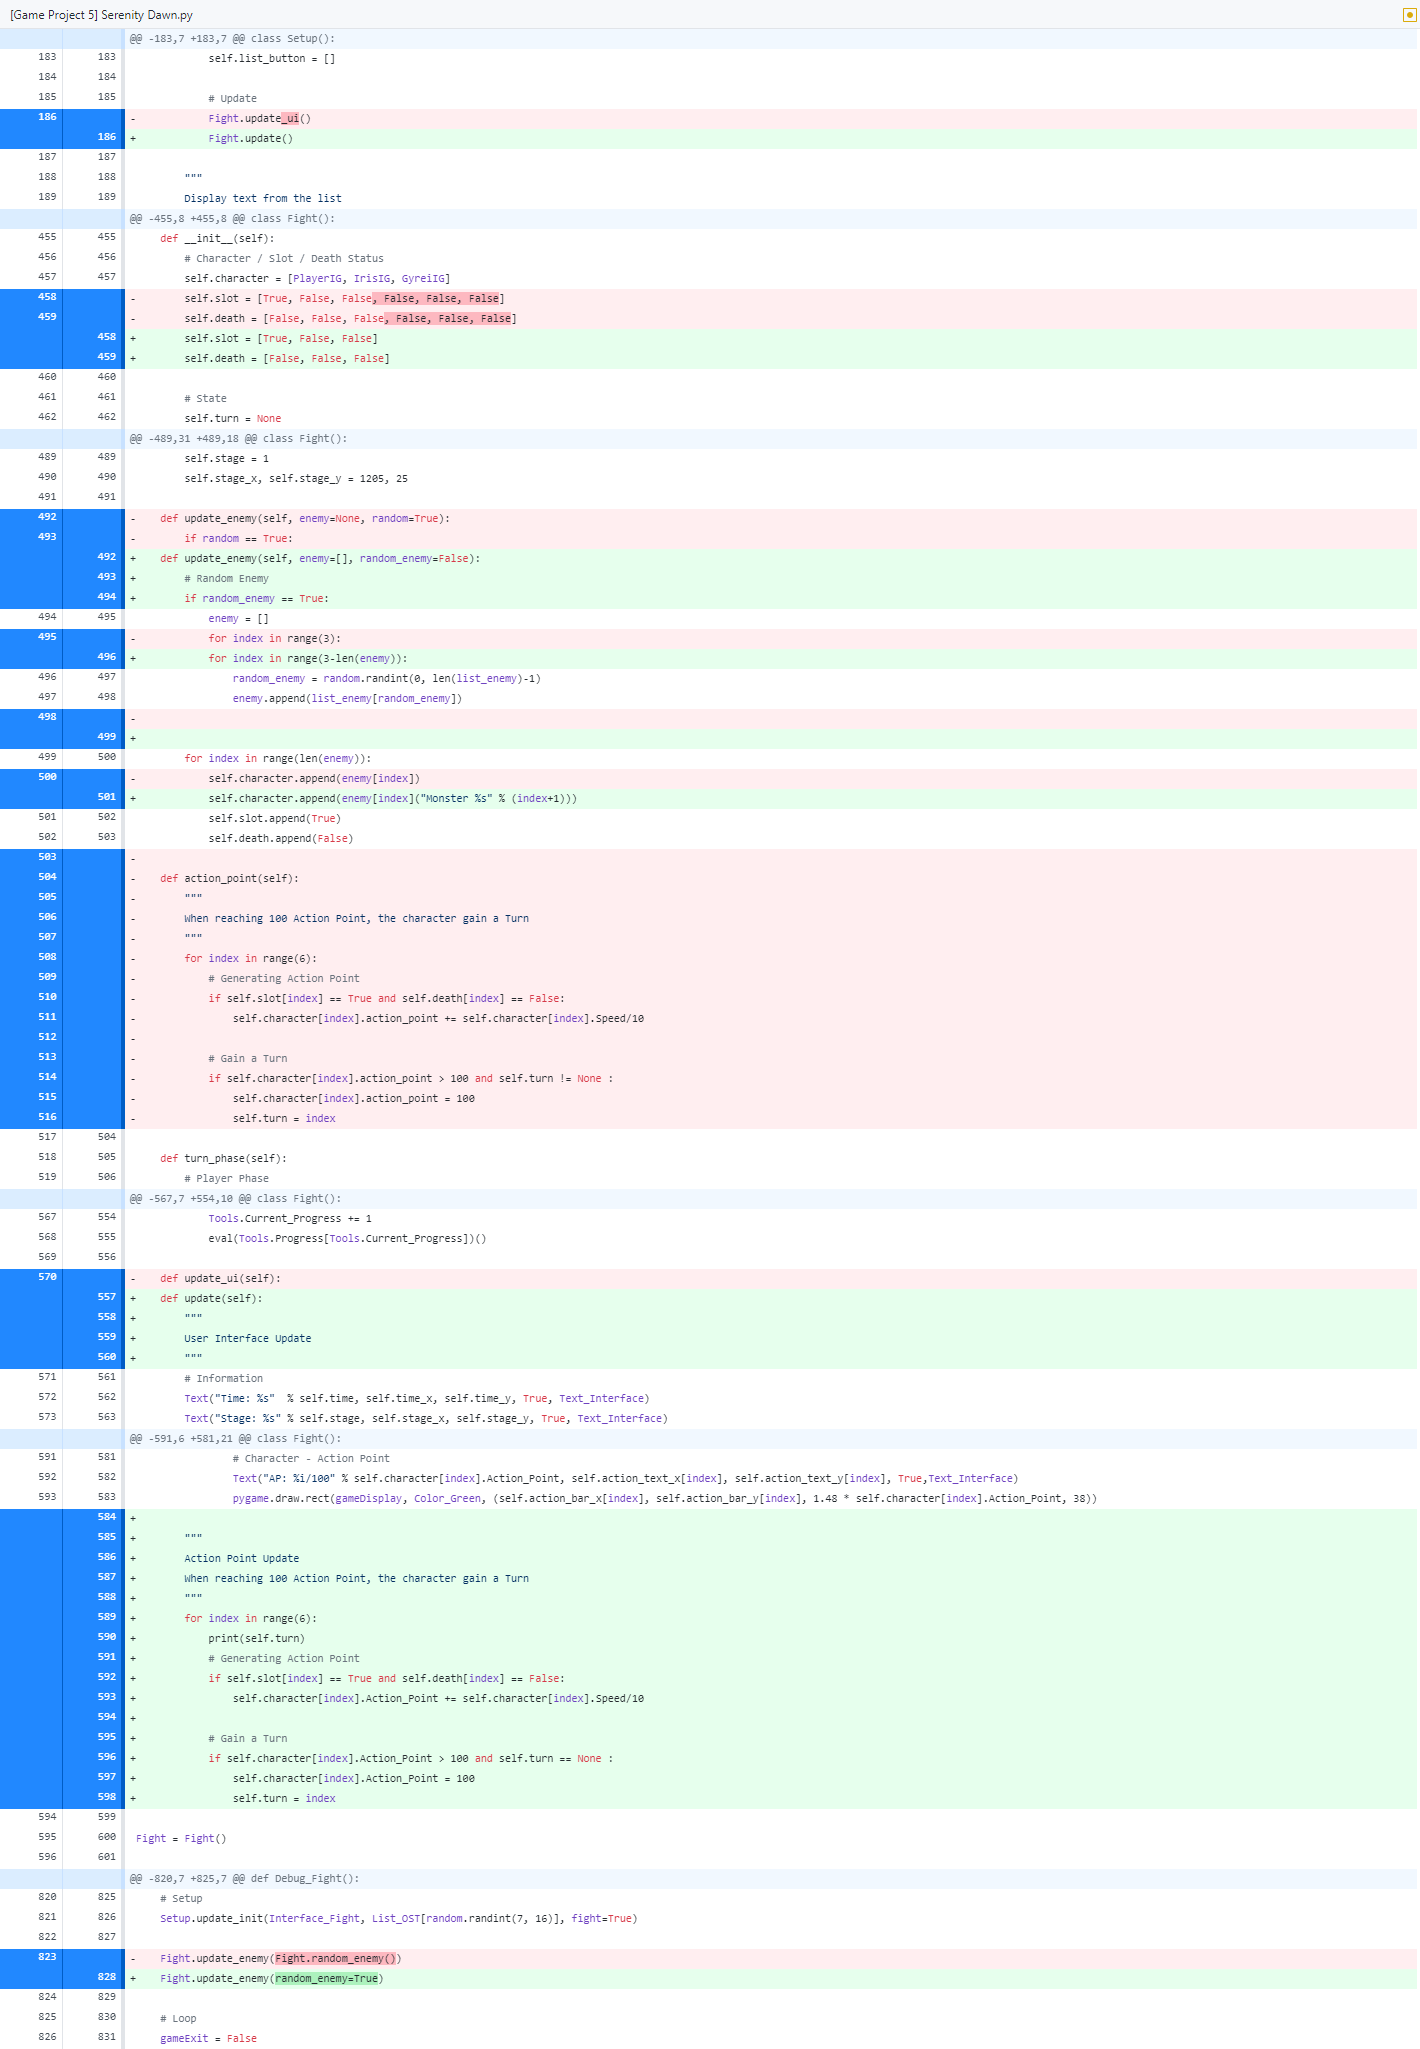 [Game Project 5] Serenity Dawn.py
@@ -183,7 +183,7 @@ class Setup():
183 183 self.list_button = []
184 184
185 185 # Update
186 - Fight.update_ui()
186 + Fight.update()
187 187
188 188 """
189 189 Display text from the list
@@ -455,8 +455,8 @@ class Fight():
455 455 def __init__(self):
456 456 # Character / Slot / Death Status
457 457 self.character = [PlayerIG, IrisIG, GyreiIG]
458 - self.slot = [True, False, False, False, False, False]
459 - self.death = [False, False, False, False, False, False]
458 + self.slot = [True, False, False]
459 + self.death = [False, False, False]
460 460
461 461 # State
462 462 self.turn = None
@@ -489,31 +489,18 @@ class Fight():
489 489 self.stage = 1
490 490 self.stage_x, self.stage_y = 1205, 25
491 491
492 - def update_enemy(self, enemy=None, random=True):
493 - if random == True:
492 + def update_enemy(self, enemy=[], random_enemy=False):
493 + # Random Enemy
494 + if random_enemy == True:
494 495 enemy = []
495 - for index in range(3):
496 + for index in range(3-len(enemy)):
496 497 random_enemy = random.randint(0, len(list_enemy)-1)
497 498 enemy.append(list_enemy[random_enemy])
498 -
499 +
499 500 for index in range(len(enemy)):
500 - self.character.append(enemy[index])
501 + self.character.append(enemy[index]("Monster %s" % (index+1)))
501 502 self.slot.append(True)
502 503 self.death.append(False)
503 -
504 - def action_point(self):
505 - """
506 - When reaching 100 Action Point, the character gain a Turn
507 - """
508 - for index in range(6):
509 - # Generating Action Point
510 - if self.slot[index] == True and self.death[index] == False:
511 - self.character[index].action_point += self.character[index].Speed/10
512 -
513 - # Gain a Turn
514 - if self.character[index].action_point > 100 and self.turn != None :
515 - self.character[index].action_point = 100
516 - self.turn = index
517 504
518 505 def turn_phase(self):
519 506 # Player Phase
@@ -567,7 +554,10 @@ class Fight():
567 554 Tools.Current_Progress += 1
568 555 eval(Tools.Progress[Tools.Current_Progress])()
569 556
570 - def update_ui(self):
557 + def update(self):
558 + """
559 + User Interface Update
560 + """
571 561 # Information
572 562 Text("Time: %s"  % self.time, self.time_x, self.time_y, True, Text_Interface)
573 563 Text("Stage: %s" % self.stage, self.stage_x, self.stage_y, True, Text_Interface)
@@ -591,6 +581,21 @@ class Fight():
591 581 # Character - Action Point
592 582 Text("AP: %i/100" % self.character[index].Action_Point, self.action_text_x[index], self.action_text_y[index], True,Text_Interface)
593 583 pygame.draw.rect(gameDisplay, Color_Green, (self.action_bar_x[index], self.action_bar_y[index], 1.48 * self.character[index].Action_Point, 38))
584 +
585 + """
586 + Action Point Update
587 + When reaching 100 Action Point, the character gain a Turn
588 + """
589 + for index in range(6):
590 + print(self.turn)
591 + # Generating Action Point
592 + if self.slot[index] == True and self.death[index] == False:
593 + self.character[index].Action_Point += self.character[index].Speed/10
594 +
595 + # Gain a Turn
596 + if self.character[index].Action_Point > 100 and self.turn == None :
597 + self.character[index].Action_Point = 100
598 + self.turn = index
594 599
595 600 Fight = Fight()
596 601
@@ -820,7 +825,7 @@ def Debug_Fight():
820 825 # Setup
821 826 Setup.update_init(Interface_Fight, List_OST[random.randint(7, 16)], fight=True)
822 827
823 - Fight.update_enemy(Fight.random_enemy())
828 + Fight.update_enemy(random_enemy=True)
824 829
825 830 # Loop
826 831 gameExit = False